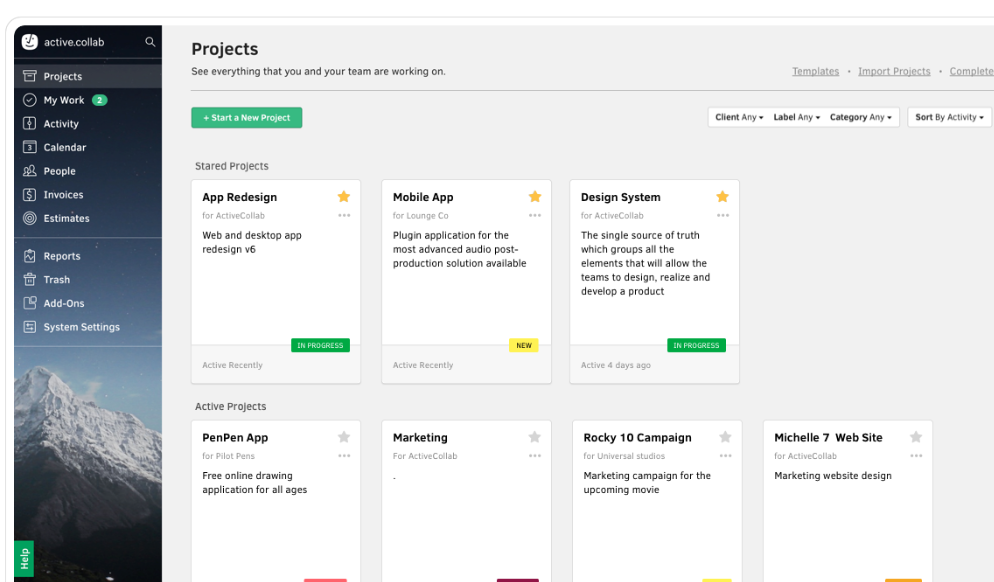 active.collab
Projects
My Work 2
Activity
3 Calendar
People
$ Invoices
Estimates
Reports
Trash
Add-Ons
System Settings
Help
Projects
See everything that you and your team are working on.
Templates · Import Projects · Complete
+ Start a New Project
Client Any Label Any Category Any
Sort By Activity
Stared Projects
App Redesign
for ActiveCollab
Web and desktop app
redesign v6
IN PROGRESS
Active Recently
Mobile App
for Lounge Co
Plugin application for the
most advanced audio post-
production solution available
NEW
Active Recently
Design System
for ActiveCollab
The single source of truth
which groups all the
elements that will allow the
teams to design, realize and
develop a product
IN PROGRESS
Active 4 days ago
Active Projects
PenPen App
for Pilot Pens
Free online drawing
application for all ages
Marketing
For ActiveCollab
.
Rocky 10 Campaign
for Universal studios
Marketing campaign for the
upcoming movie
Michelle 7 Web Site
for ActiveCollab
Marketing website design